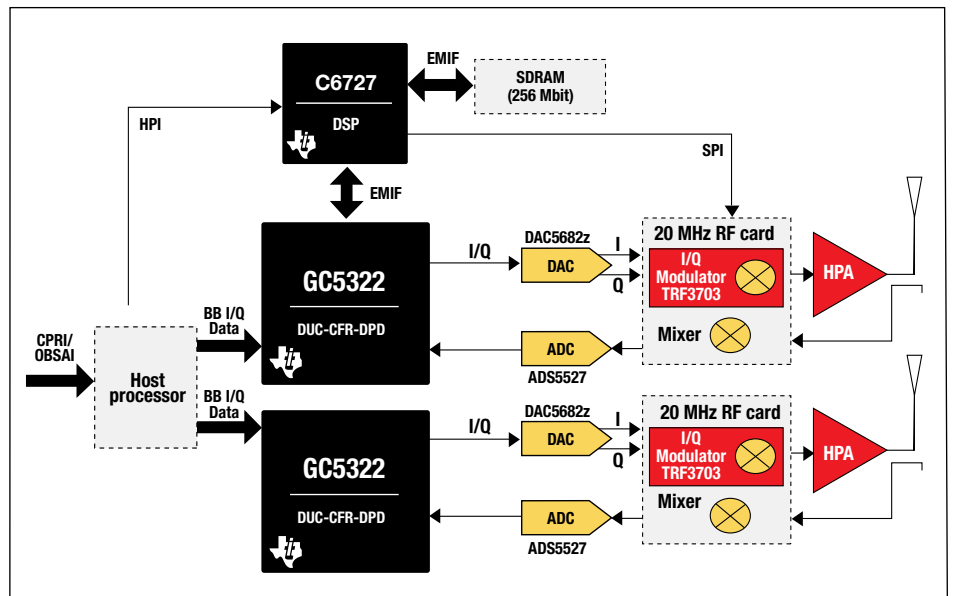 C6727
DSP
EMIF
SDRAM
(256 Mbit)
HPI
SPI
EMIF
CPRI/
OBSAI
Host
processor
BB I/Q
Data
BB I/Q
Data
GC5322
DUC-CFR-DPD
I/Q
DAC5682z
DAC
I
Q
ADC
ADS5527
20 MHz RF card
I/Q
Modulator
TRF3703
Mixer
HPA
GC5322
DUC-CFR-DPD
I/Q
DAC5682z
DAC
I
Q
ADC
ADS5527
20 MHz RF card
I/Q
Modulator
TRF3703
Mixer
HPA